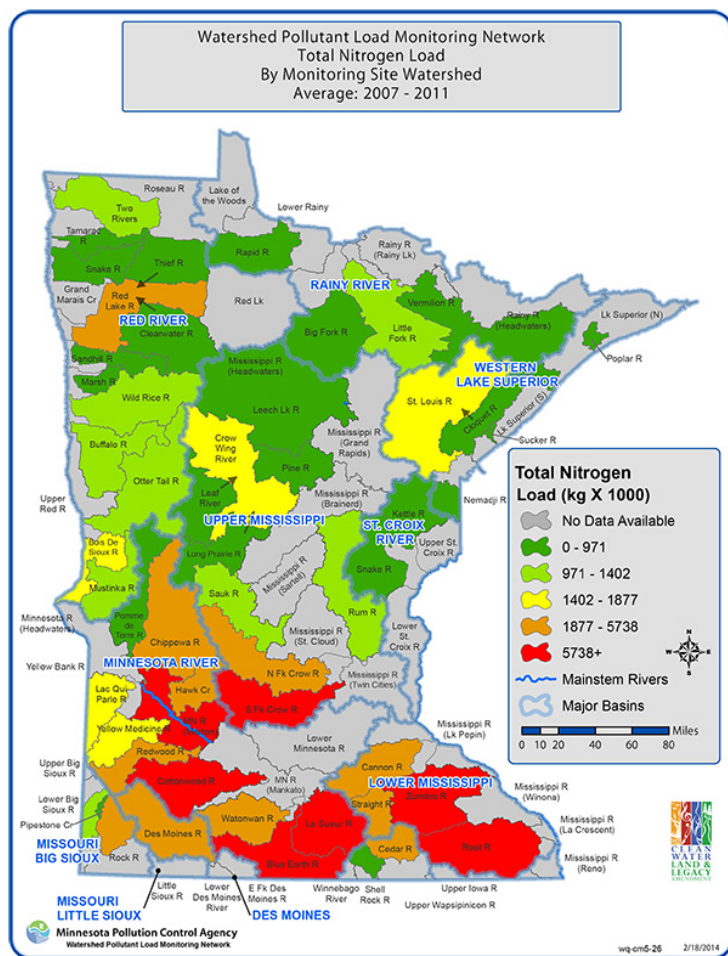 Watershed Pollutant Load Monitoring Network
Total Nitrogen Load
By Monitoring Site Watershed
Average: 2007 - 2011
Roseau R
Lake of
the Woods
Two
Rivers
Lower Rainy
Tamarac
R
Rainy R
(Rainy Lk)
Rapid R
Thief R
Snake R
RAINY RIVER
Grand
Marais Cr
Red
Lake R
Red Lk
Vermilion R
Rainy R
(Headwaters)
Lk Superior (N)
RED RIVER
Big Fork R
Little
Fork R
Clearwater R
Poplar R
Sandhill R
Mississippi R
(Headwaters)
WESTERN
LAKE SUPERIOR
Marsh R
Wild Rice R
Leech Lk R
St. Louis R
Cloquet R
Lk Superior (S)
Mississippi R
(Grand
Rapids)
Sucker R
Buffalo R
Crow
Wing
River
Pine R
Otter Tail R
Upper
Red R
Leaf
River
Mississippi R
(Brainerd)
Nemadji R
UPPER MISSISSIPPI
Kettle R
ST. CROIX
RIVER
Bois De
Sioux R
Long Prairie R
Upper St.
Croix R
Mustinka R
Mississippi R
(Sartell)
Snake R
Sauk R
Minnesota R
(Headwaters)
Pomme
de
Terre R
Rum R
Chippewa R
Mississippi R
(St. Cloud)
Lower
St.
Croix R
Yellow Bank R
MINNESOTA RIVER
N Fk Crow R
Mississippi R
(Twin Cities)
Lac Qui
Parle R
Hawk Cr
S Fk Crow R
MN R
Yellow Medicine R
Mississippi R
(Lk Pepin)
Redwood R
Lower
Minnesota R
Upper Big
Sioux R
Cottonwood R
Cannon R
LOWER MISSISSIPPI
MN R
(Mankato)
Zumbro R
Mississippi R
(Winona)
Lower Big
Sioux R
Straight R
Pipestone Cr
Watonwan R
Mississippi R
(La Crescent)
Le Sueur R
Des Moines R
MISSOURI
BIG SIOUX
Root R
Cedar R
Rock R
Blue Earth R
Mississippi R
(Reno)
MISSOURI
LITTLE SIOUX
Little
Sioux R
Lower
Des Moines
River
DES MOINES
E Fk Des
Moines R
Winnebago
River
Shell
Rock R
Upper Iowa R
Upper Wapsipinicon R
Total Nitrogen
Load (kg X 1000)
No Data Available
0 - 971
971 - 1402
1402 - 1877
1877 - 5738
5738+
N
W
E
S
Mainstem Rivers
Major Basins
Miles
0 10 20 40 60 80
CLEAN
WATER
LAND &
LEGACY
AMENDMENT
Minnesota Pollution Control Agency
Watershed Pollutant Load Monitoring Network
wq-cm5-26 2/18/2014